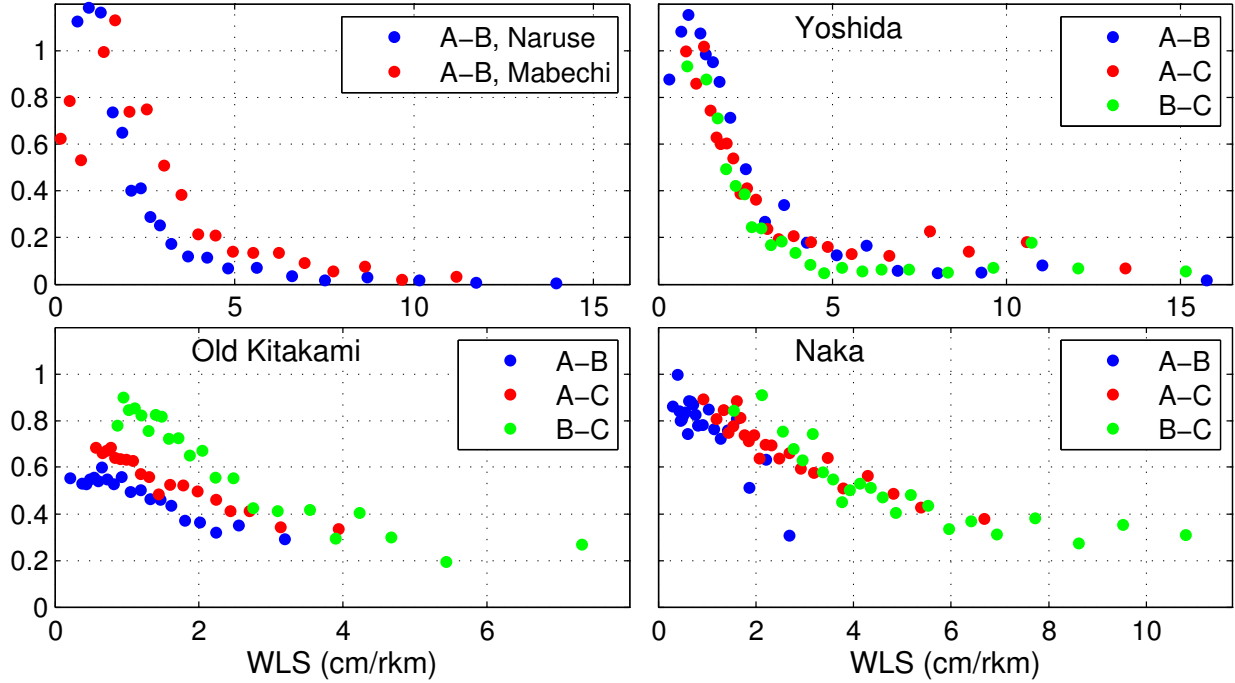 1
0.8
0.6
0.4
0.2
0
0
5
10
15
A−B, Naruse
A−B, Mabechi
Yoshida
A−B
A−C
B−C
0
5
10
15
1
0.8
0.6
0.4
0.2
0
0
2
4
6
WLS (cm/rkm)
Old Kitakami
A−B
A−C
B−C
Naka
A−B
A−C
B−C
0
2
4
6
8
10
WLS (cm/rkm)